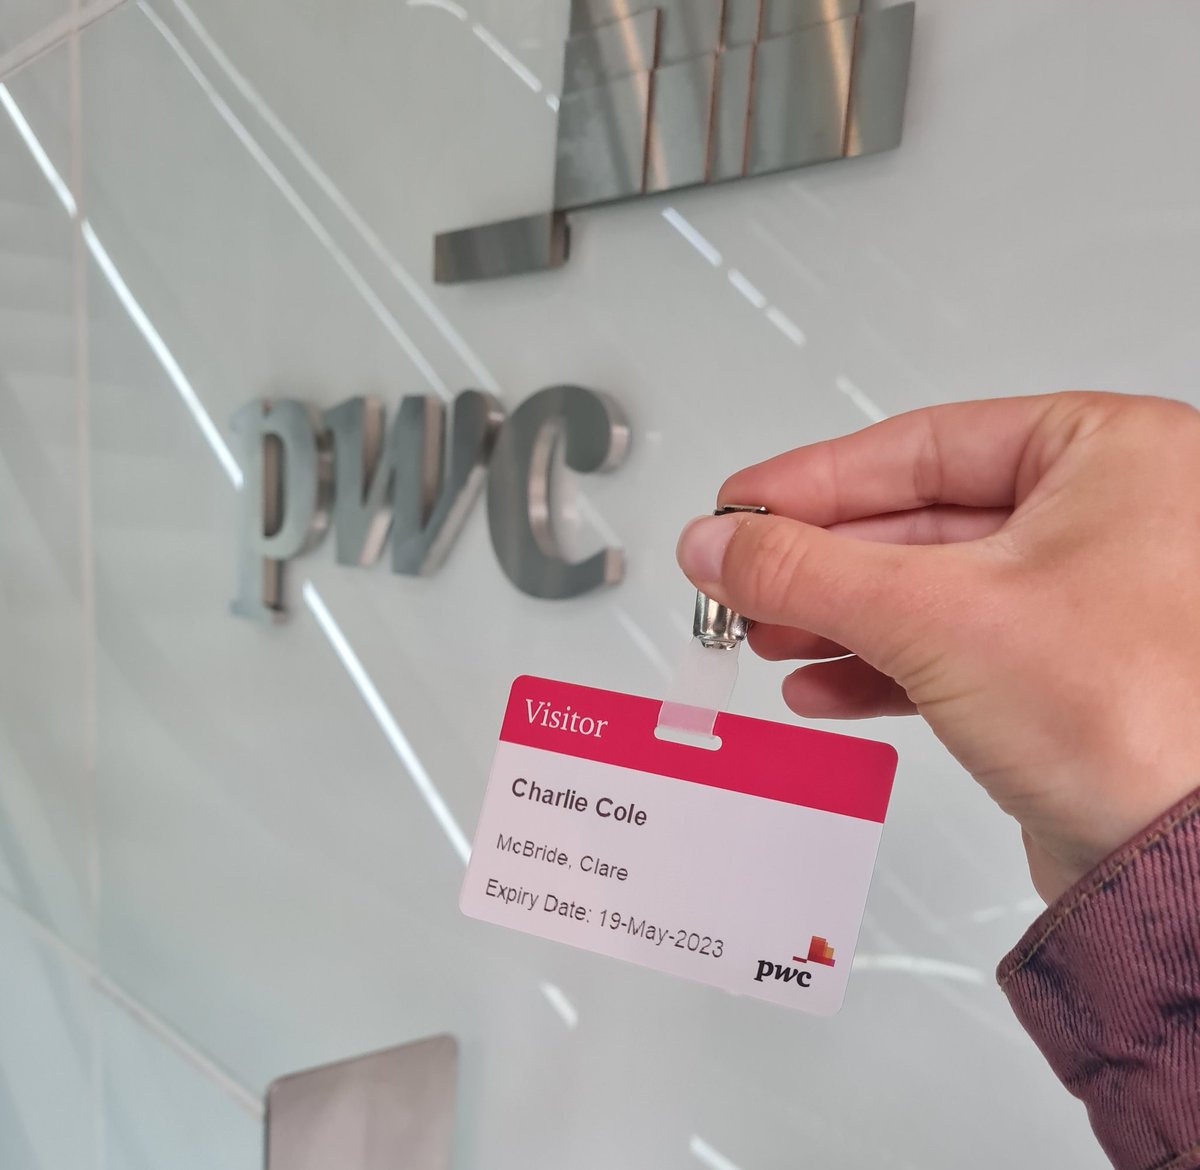 pwc
Visitor
Charlie Cole
McBride, Clare
Expiry Date: 19-May-2023
pwc